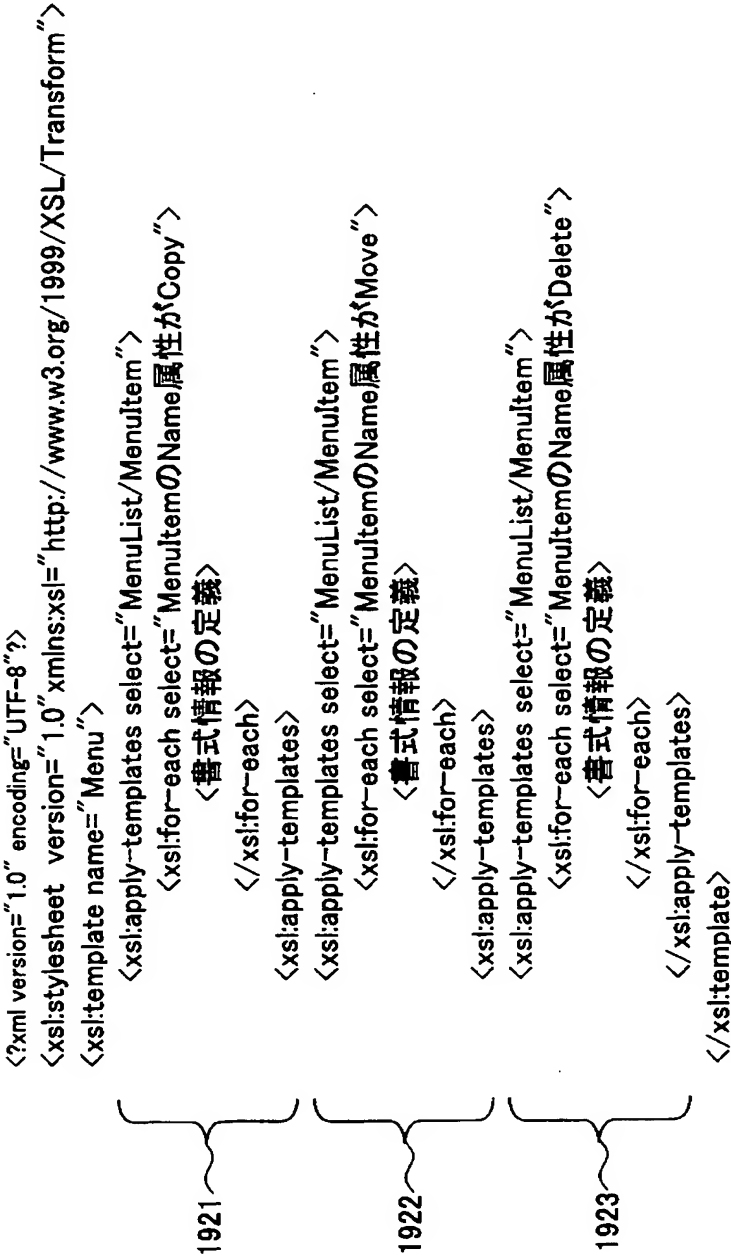 <?xml version="1.0" encoding="UTF-8"?>
<xsl:stylesheet version="1.0" xmlns:xsl="http://www.w3.org/1999/XSL/Transform">
<xsl:template name="Menu">
<xsl:apply-templates select="MenuList/MenuItem">
<xsl:for-each select="MenuItemのName属性がCopy">
<書式情報の定義>
</xsl:for-each>
<xsl:apply-templates>
1921
<xsl:apply-templates select="MenuList/MenuItem">
<xsl:for-each select="MenuItemのName属性がMove">
<書式情報の定義>
</xsl:for-each>
<xsl:apply-templates>
1922
<xsl:apply-templates select="MenuList/MenuItem">
<xsl:for-each select="MenuItemのName属性がDelete">
<書式情報の定義>
</xsl:for-each>
</xsl:apply-templates>
1923
</xsl:template>